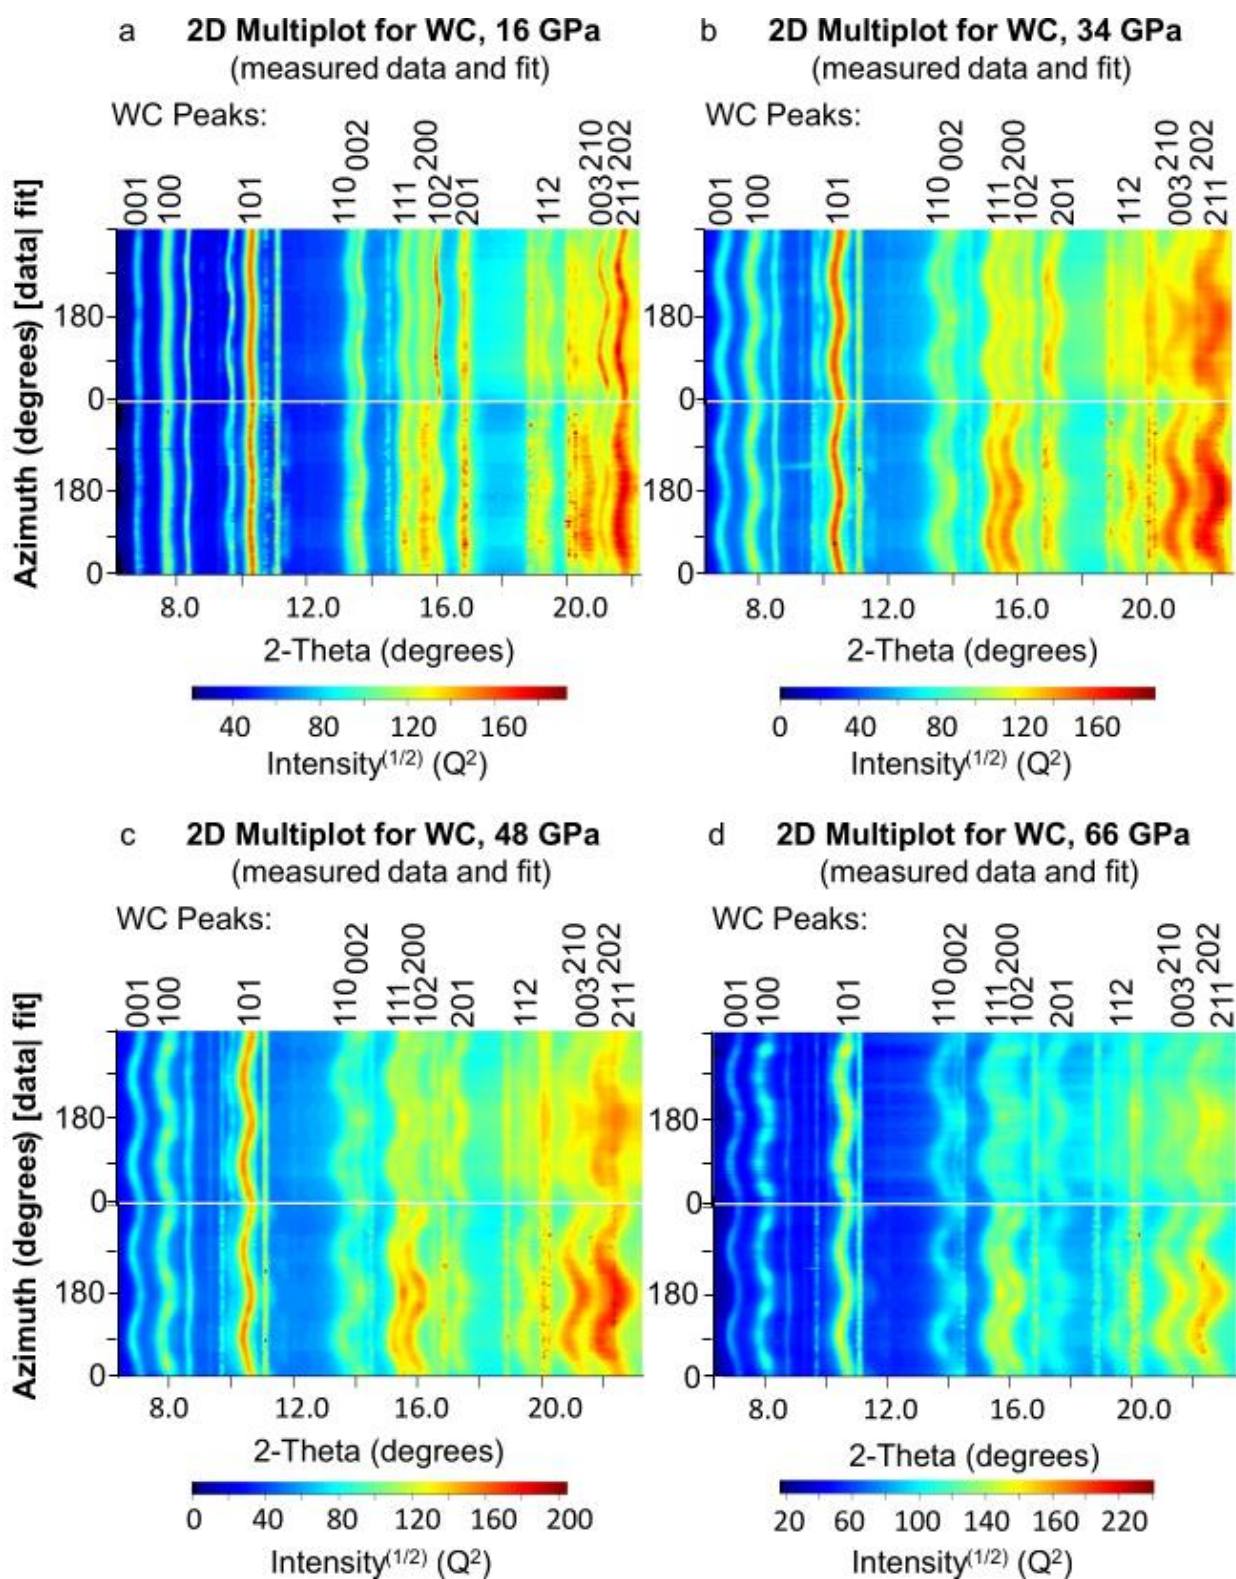 a 2D Multiplot for WC, 16 GPa
(measured data and fit)
WC Peaks:
001 100 101 110 002 111 200 102 201 112 003 210 211 202
Azimuth (degrees) [data| fit]
180
0
180
0
8.0 12.0 16.0 20.0
2-Theta (degrees)
40 80 120 160
Intensity(1/2) (Q2)
b 2D Multiplot for WC, 34 GPa
(measured data and fit)
WC Peaks:
001 100 101 110 002 111 200 102 201 112 003 210 211 202
180
0
180
0
8.0 12.0 16.0 20.0
2-Theta (degrees)
0 40 80 120 160
Intensity(1/2) (Q2)
c 2D Multiplot for WC, 48 GPa
(measured data and fit)
WC Peaks:
001 100 101 110 002 111 200 102 201 112 003 210 211 202
Azimuth (degrees) [data| fit]
180
0
180
0
8.0 12.0 16.0 20.0
2-Theta (degrees)
0 40 80 120 160 200
Intensity(1/2) (Q2)
d 2D Multiplot for WC, 66 GPa
(measured data and fit)
WC Peaks:
001 100 101 110 002 111 200 102 201 112 003 210 211 202
180
0
180
0
8.0 12.0 16.0 20.0
2-Theta (degrees)
20 60 100 140 160 220
Intensity(1/2) (Q2)